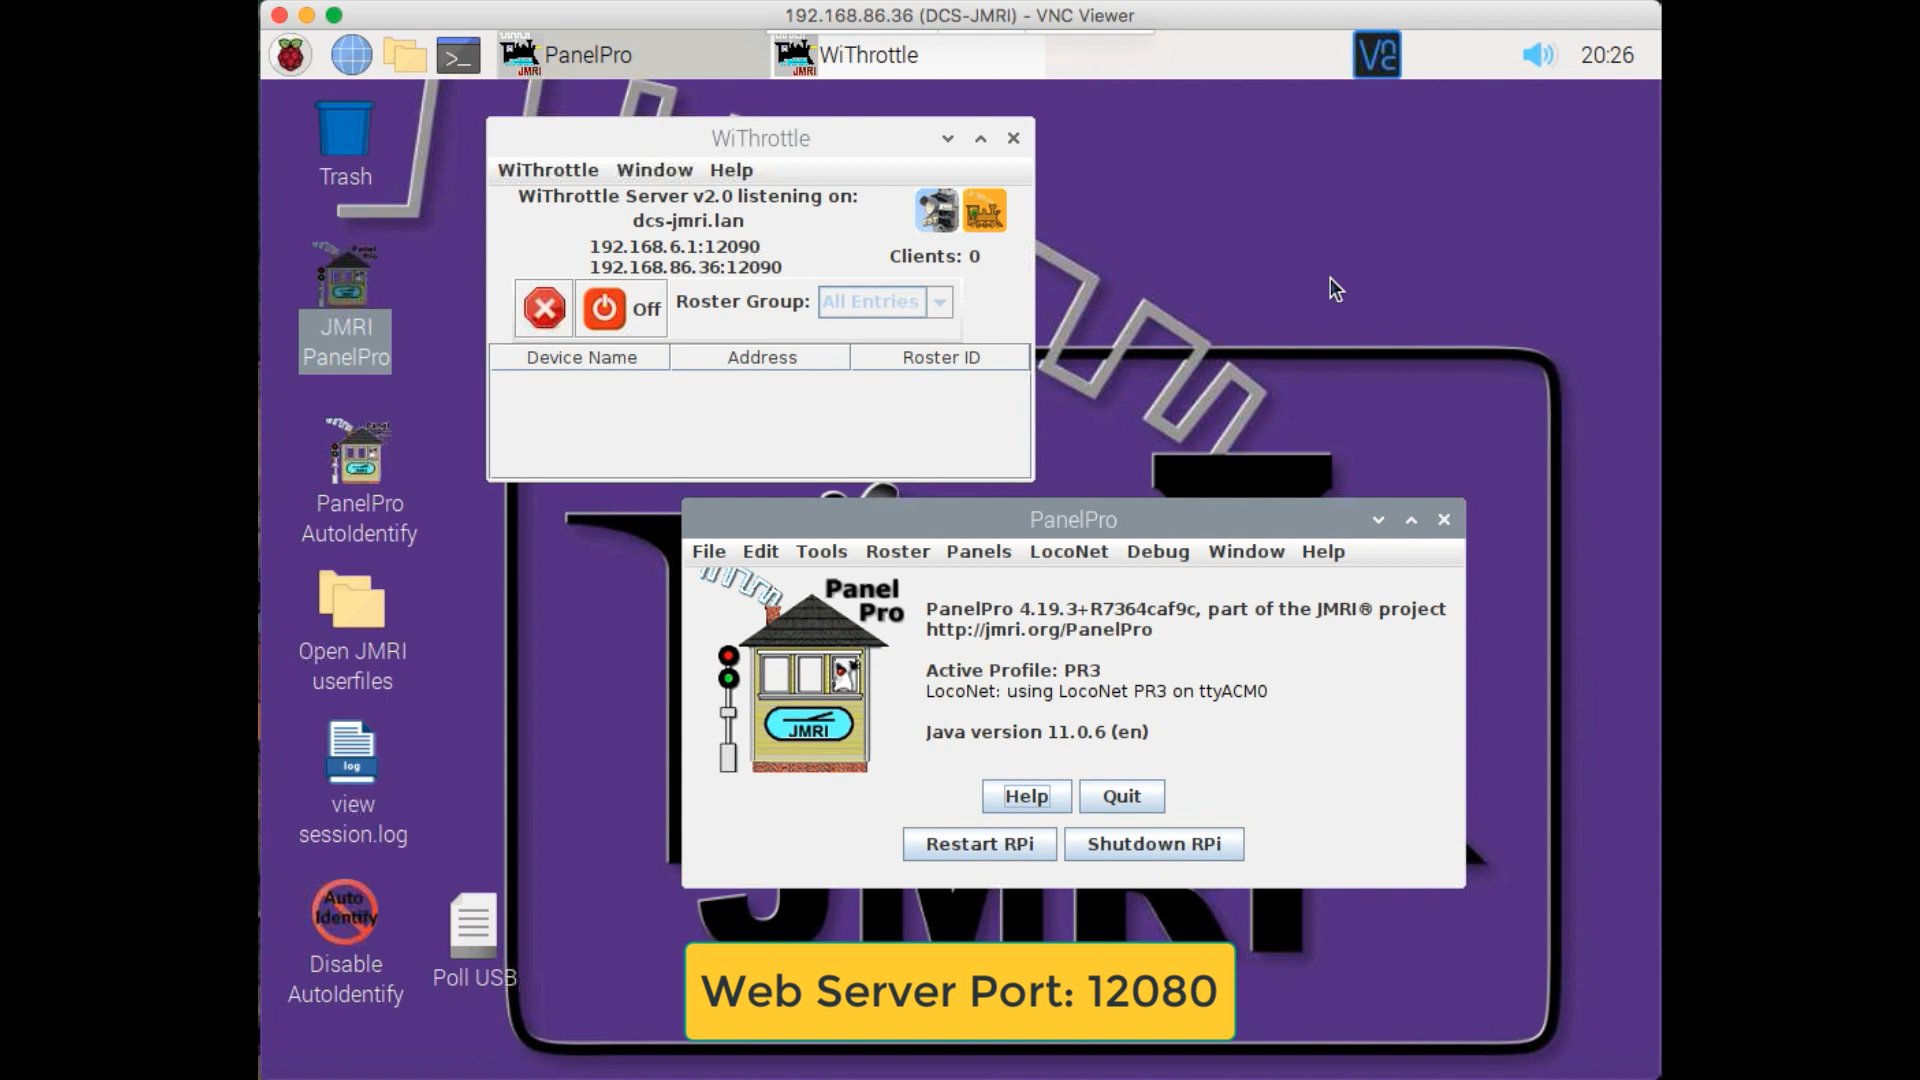 192.168.86.36 (DCS-JMRI) - VNC Viewer
PanelPro
WiThrottle
20:26
Trash
JMRI
PanelPro
PanelPro
AutoIdentify
Open JMRI
userfiles
log
view
session.log
Auto
Identify
Disable
AutoIdentify
Poll USB
WiThrottle
WiThrottle Window Help
WiThrottle Server v2.0 listening on:
dcs-jmri.lan
192.168.6.1:12090
192.168.86.36:12090
Clients: 0
Off
Roster Group: All Entries
Device Name Address Roster ID
PanelPro
File Edit Tools Roster Panels LocoNet Debug Window Help
Panel
Pro
JMRI
PanelPro 4.19.3+R7364caf9c, part of the JMRI® project
http://jmri.org/PanelPro
Active Profile: PR3
LocoNet: using LocoNet PR3 on ttyACM0
Java version 11.0.6 (en)
Help Quit
Restart RPi Shutdown RPi
JMRI
Web Server Port: 12080